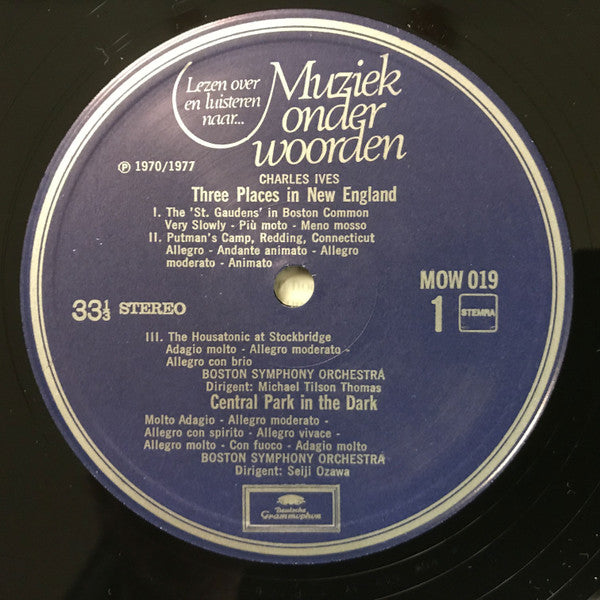 Lezen over
en luisteren
naar...
Muziek
onder
woorden
℗ 1970/1977
CHARLES IVES
Three Places in New England
I. The 'St. Gaudens' in Boston Common
Very Slowly - Più moto - Meno mosso
II. Putman's Camp, Redding, Connecticut
Allegro - Andante animato - Allegro
moderato - Animato
MOW 019
33⅓ STEREO
1 STEMRA
III. The Housatonic at Stockbridge
Adagio molto - Allegro moderato -
Allegro con brio
BOSTON SYMPHONY ORCHESTRA
Dirigent: Michael Tilson Thomas
Central Park in the Dark
Molto Adagio - Allegro moderato -
Allegro con spirito - Allegro vivace -
Allegro molto - Con fuoco - Adagio molto
BOSTON SYMPHONY ORCHESTRA
Dirigent: Seiji Ozawa
Deutsche
Grammophon